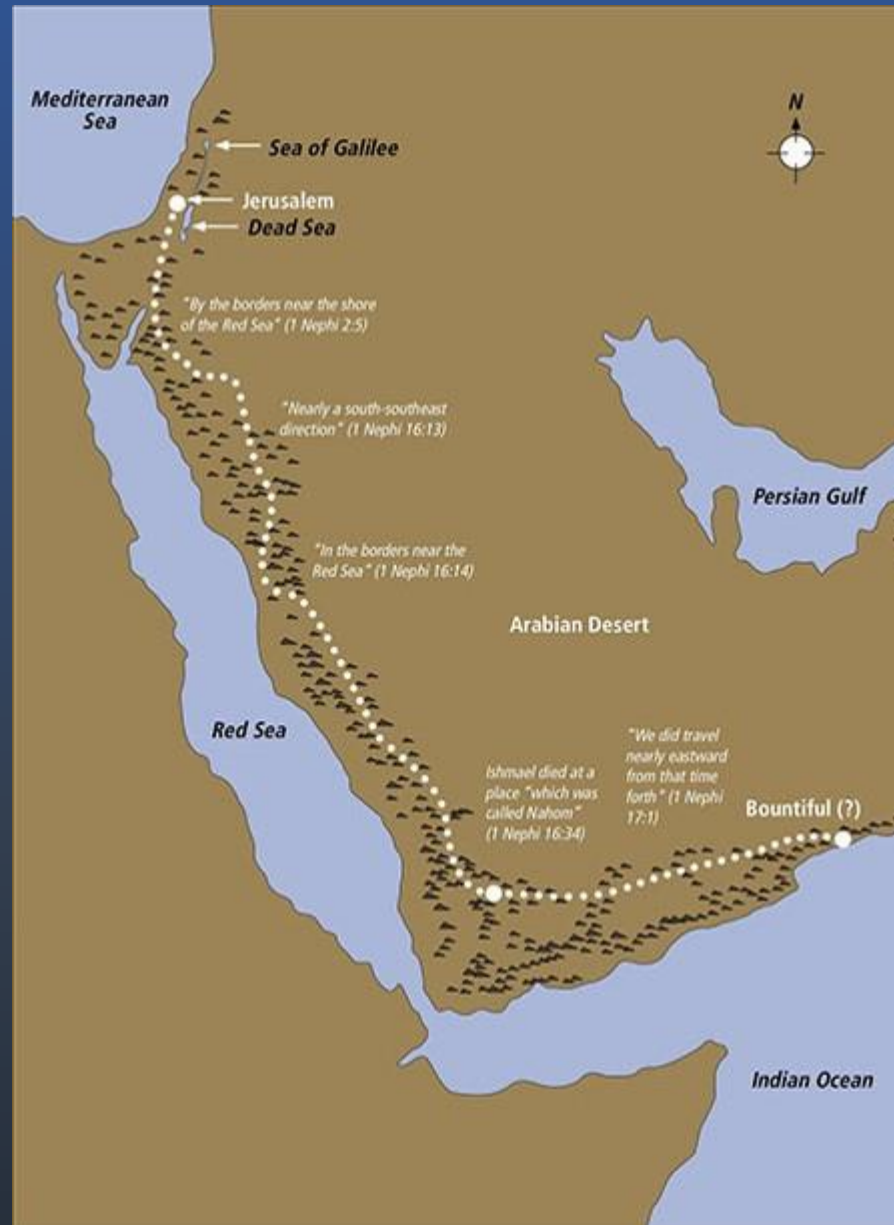 Mediterranean
Sea
N
Sea of Galilee
Jerusalem
Dead Sea
"By the borders near the shore
of the Red Sea" (1 Nephi 2:5)
"Nearly a south-southeast
direction" (1 Nephi 16:13)
Persian Gulf
"In the borders near the
Red Sea" (1 Nephi 16:14)
Arabian Desert
Red Sea
"We did travel
nearly eastward
from that time
forth" (1 Nephi
17:1)
Ishmael died at a
place "which was
called Nahom"
(1 Nephi 16:34)
Bountiful (?)
Indian Ocean